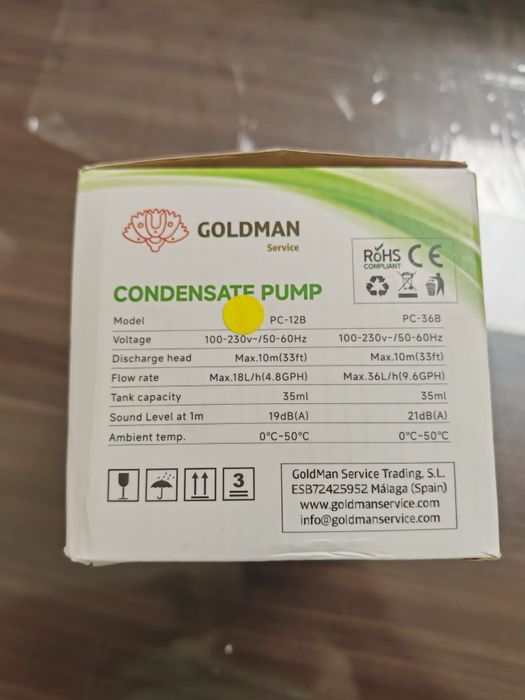 GOLDMAN
Service
RoHS CE
COMPLIANT
CONDENSATE PUMP
Model PC-12B PC-36B
Voltage 100-230v~/50-60Hz 100-230v~/50-60Hz
Discharge head Max.10m(33ft) Max.10m(33ft)
Flow rate Max.18L/h(4.8GPH) Max.36L/h(9.6GPH)
Tank capacity 35ml 35ml
Sound Level at 1m 19dB(A) 21dB(A)
Ambient temp. 0°C-50°C 0°C-50°C
3
GoldMan Service Trading, S.L.
ESB72425952 Málaga (Spain)
www.goldmanservice.com
info@goldmanservice.com